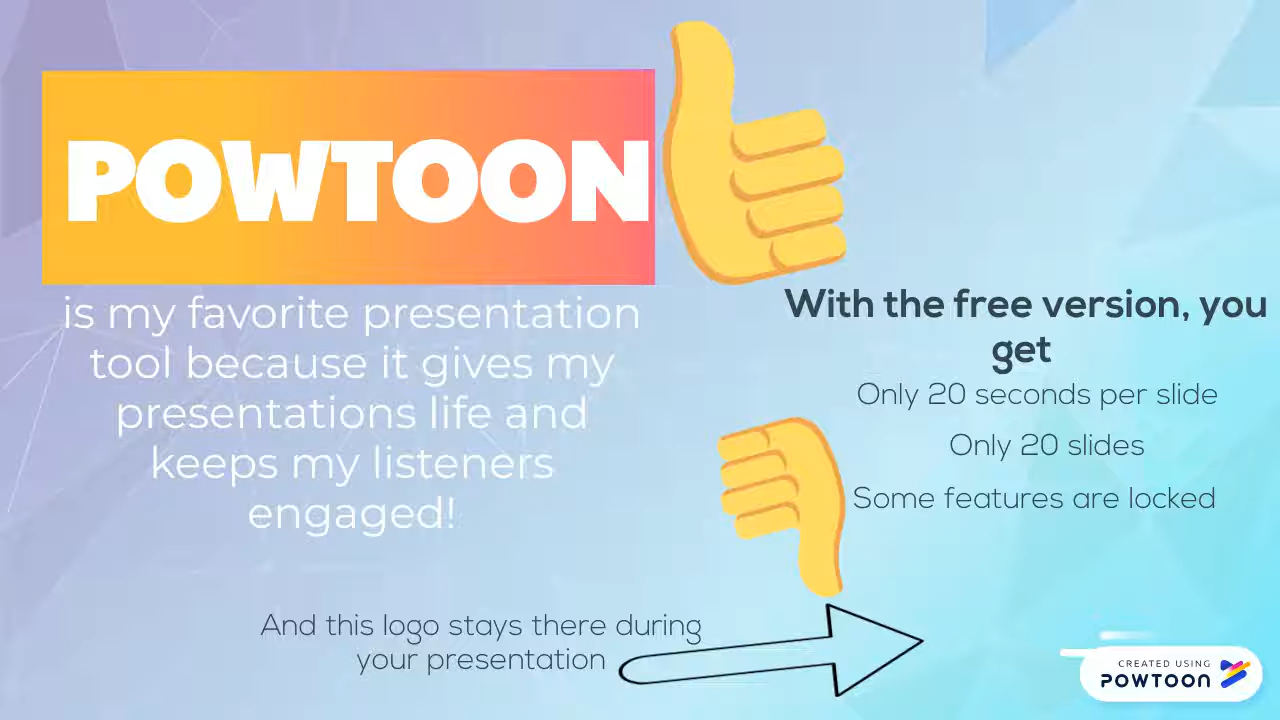 POWTOON
is my favorite presentation
tool because it gives my
presentations life and
keeps my listeners
engaged!
With the free version, you
get
Only 20 seconds per slide
Only 20 slides
Some features are locked
And this logo stays there during
your presentation
CREATED USING
POWTOON